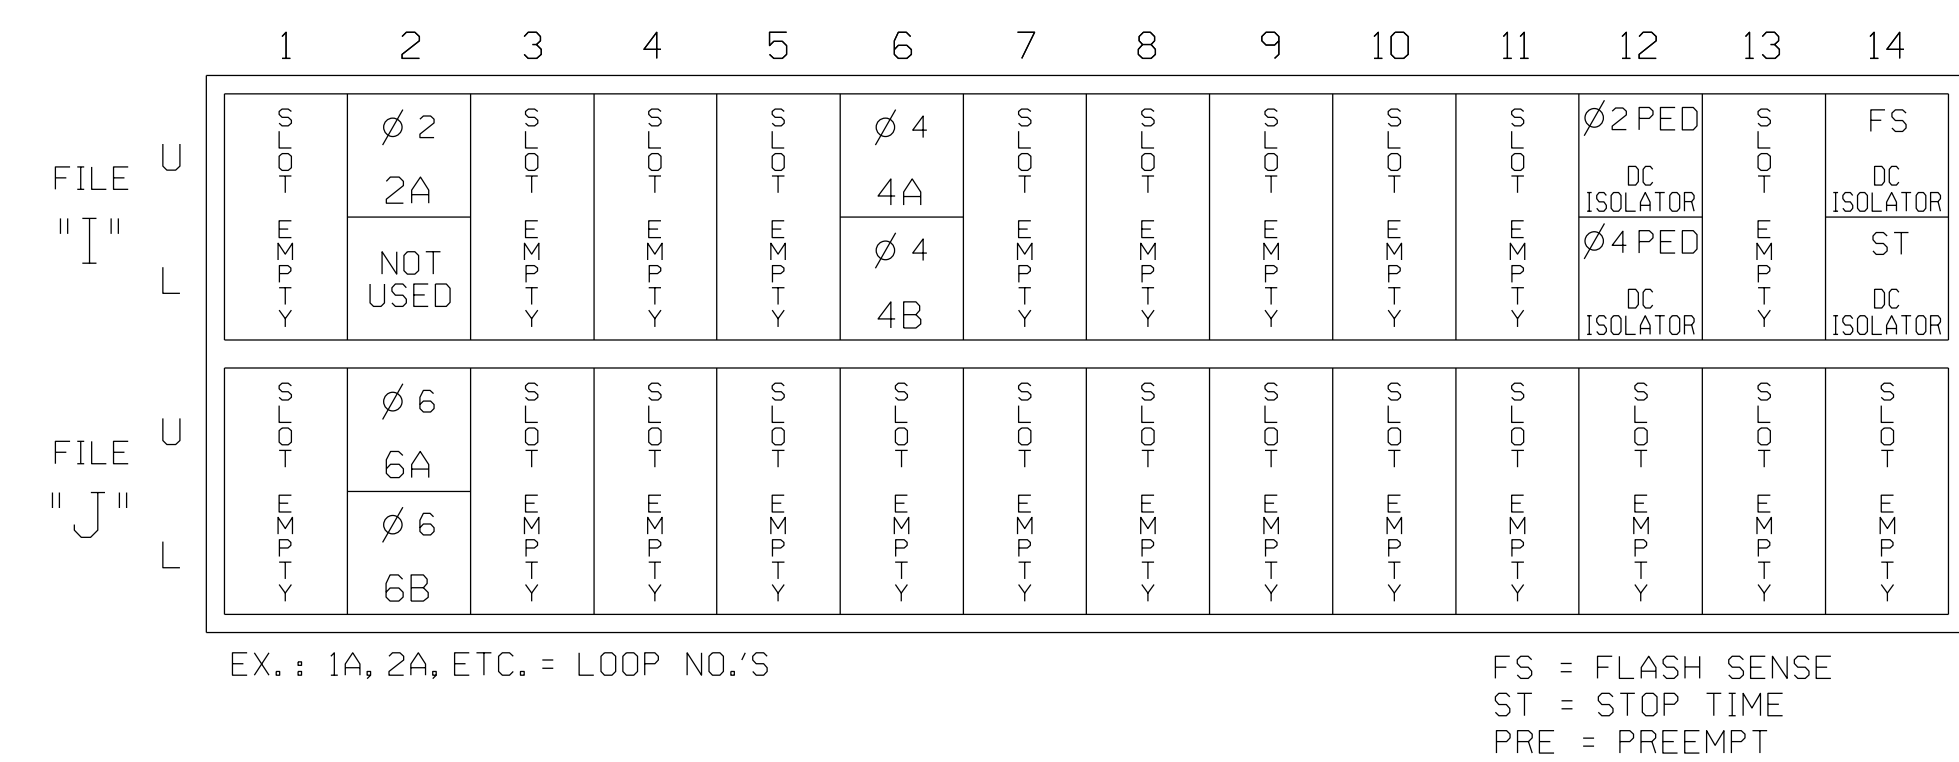 1 2 3 4 5 6 7 8 9 10 11 12 13 14
FILE "I"
U
L
SLOT EMPTY
Ø 2
2A
NOT
USED
SLOT EMPTY
SLOT EMPTY
SLOT EMPTY
Ø 4
4A
Ø 4
4B
SLOT EMPTY
SLOT EMPTY
SLOT EMPTY
SLOT EMPTY
SLOT EMPTY
Ø2 PED
DC
ISOLATOR
Ø4 PED
DC
ISOLATOR
SLOT EMPTY
FS
DC
ISOLATOR
ST
DC
ISOLATOR
FILE "J"
U
L
SLOT EMPTY
Ø 6
6A
Ø 6
6B
SLOT EMPTY
SLOT EMPTY
SLOT EMPTY
SLOT EMPTY
SLOT EMPTY
SLOT EMPTY
SLOT EMPTY
SLOT EMPTY
SLOT EMPTY
SLOT EMPTY
SLOT EMPTY
SLOT EMPTY
EX.: 1A, 2A, ETC. = LOOP NO.'S
FS = FLASH SENSE
ST = STOP TIME
PRE = PREEMPT